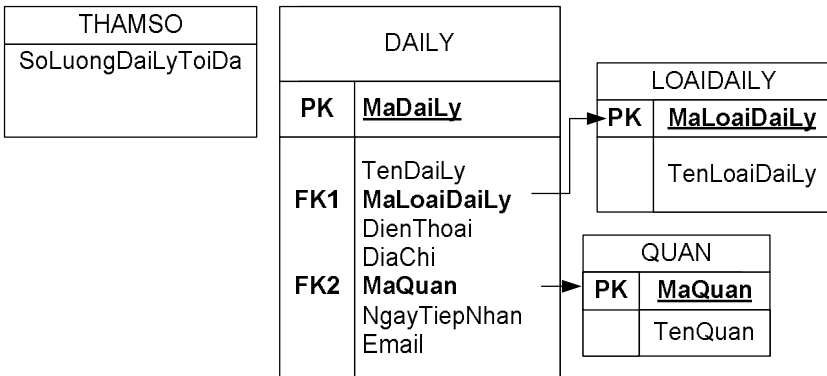 THAMSO
SoLuongDaiLyToiDa
DAILY
PK MaDaiLy
TenDaiLy
FK1 MaLoaiDaiLy
DienThoai
DiaChi
FK2 MaQuan
NgayTiepNhan
Email
LOAIDAILY
PK MaLoaiDaiLy
TenLoaiDaiLy
QUAN
PK MaQuan
TenQuan